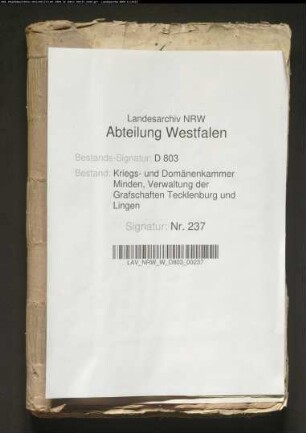 Landesarchiv NRW
Abteilung Westfalen
Bestands-Signatur: D 803
Bestand: Kriegs- und Domänenkammer
Minden, Verwaltung der
Grafschaften Tecklenburg und
Lingen
Signatur: Nr. 237
LAV_NRW_W_D803_00237